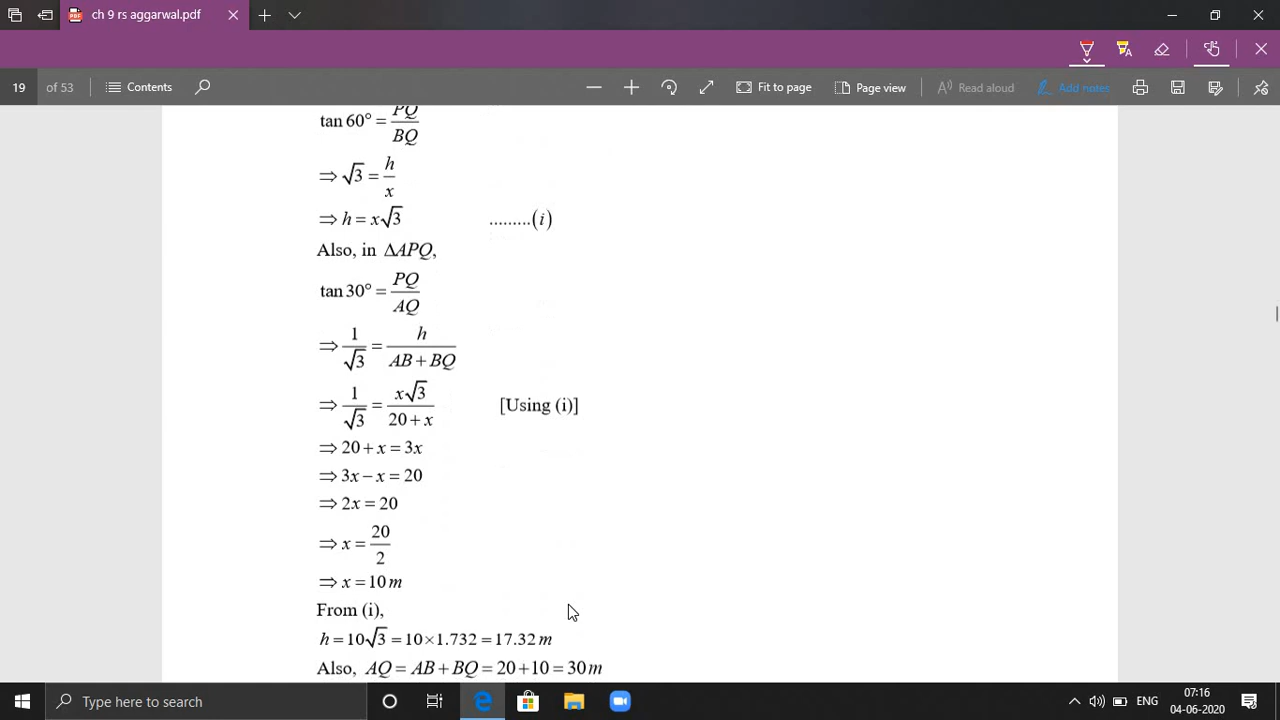 ch 9 rs aggarwal.pdf
19 of 53 Contents Fit to page Page view Read aloud Add notes
tan 60° = PQ/BQ
⇒ √3 = h/x
⇒ h = x√3 .........(i)
Also, in ΔAPQ,
tan 30° = PQ/AQ
⇒ 1/√3 = h/(AB + BQ)
⇒ 1/√3 = x√3/(20 + x) [Using (i)]
⇒ 20 + x = 3x
⇒ 3x − x = 20
⇒ 2x = 20
⇒ x = 20/2
⇒ x = 10 m
From (i),
h = 10√3 = 10×1.732 = 17.32 m
Also, AQ = AB + BQ = 20 + 10 = 30 m
Type here to search
ENG
07:16
04-06-2020